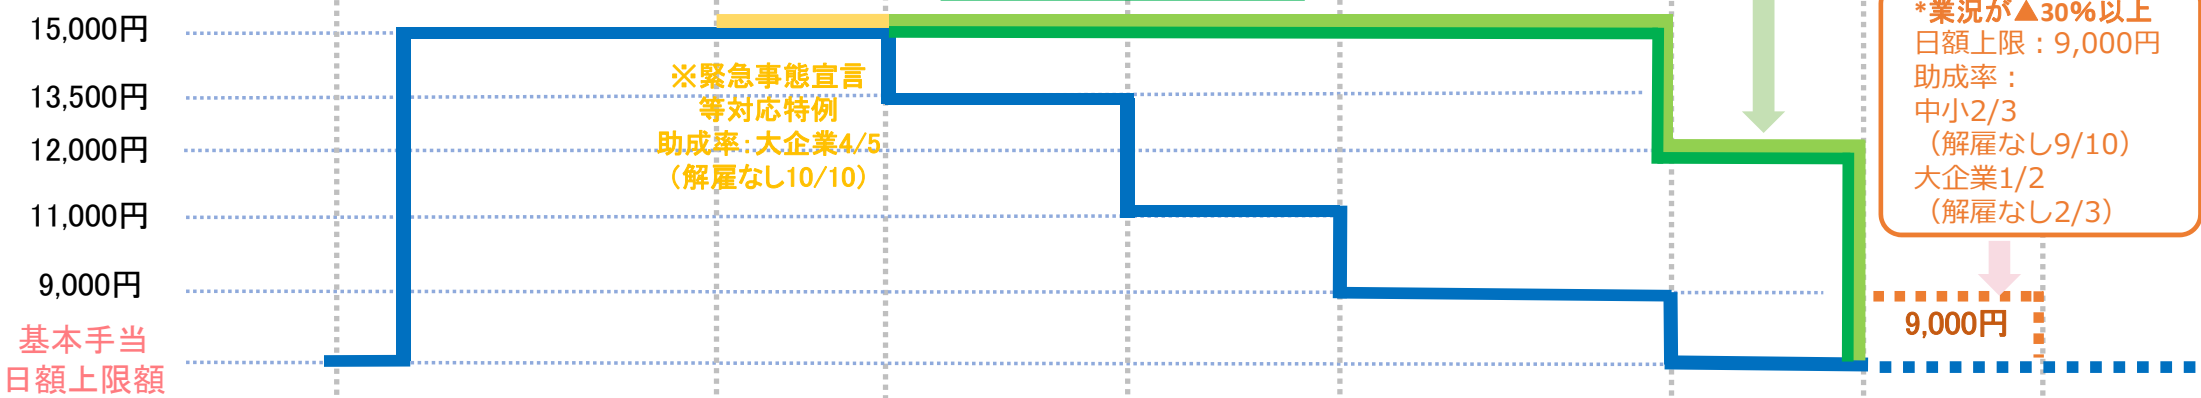 15,000円
13,500円
12,000円
11,000円
9,000円
基本手当
日額上限額
※緊急事態宣言
等対応特例
助成率：大企業4/5
（解雇なし10/10）
*業況が▲30％以上
日額上限：9,000円
助成率：
中小2/3
（解雇なし9/10）
大企業1/2
（解雇なし2/3）
9,000円